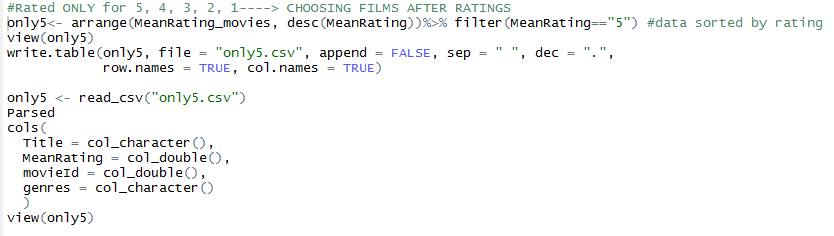 #Rated ONLY for 5, 4, 3, 2, 1----> CHOOSING FILMS AFTER RATINGS
only5<- arrange(MeanRating_movies, desc(MeanRating))%>% filter(MeanRating=="5") #data sorted by rating
view(only5)
write.table(only5, file = "only5.csv", append = FALSE, sep = " ", dec = ".",
            row.names = TRUE, col.names = TRUE)
only5 <- read_csv("only5.csv")
Parsed
cols(
  Title = col_character(),
  MeanRating = col_double(),
  movieId = col_double(),
  genres = col_character()
  )
view(only5)